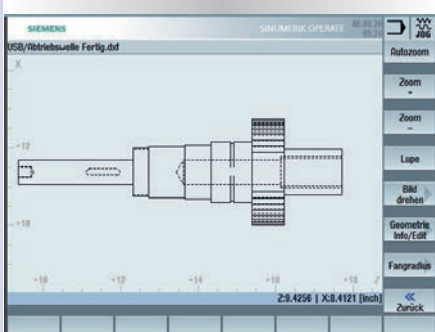 SIEMENS
SINUMERIK OPERATE
JOG
USB/Abtriebswelle Fertig.dxf
Autozoom
X
Zoom
+
Zoom
-
+12
Lupe
Bild
drehen
Geometrie
Info/Edit
+18
Fangradius
+10 +12 +14 +16 +18 Z
Z:9.4256 | X:8.4121 [inch]
Zurück